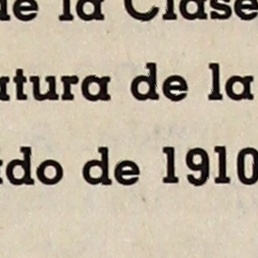 de la Clase
atura de la
do de 1910